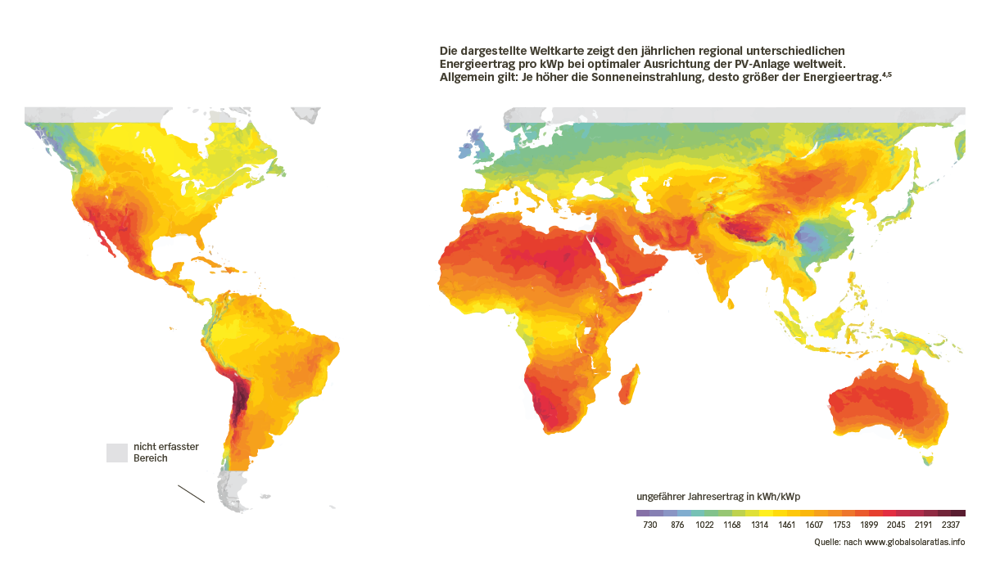 Die dargestellte Weltkarte zeigt den jährlichen regional unterschiedlichen
Energieertrag pro kWp bei optimaler Ausrichtung der PV-Anlage weltweit.
Allgemein gilt: Je höher die Sonneneinstrahlung, desto größer der Energieertrag.⁴,⁵
nicht erfasster
Bereich
ungefährer Jahresertrag in kWh/kWp
730 876 1022 1168 1314 1461 1607 1753 1899 2045 2191 2337
Quelle: nach www.globalsolaratlas.info